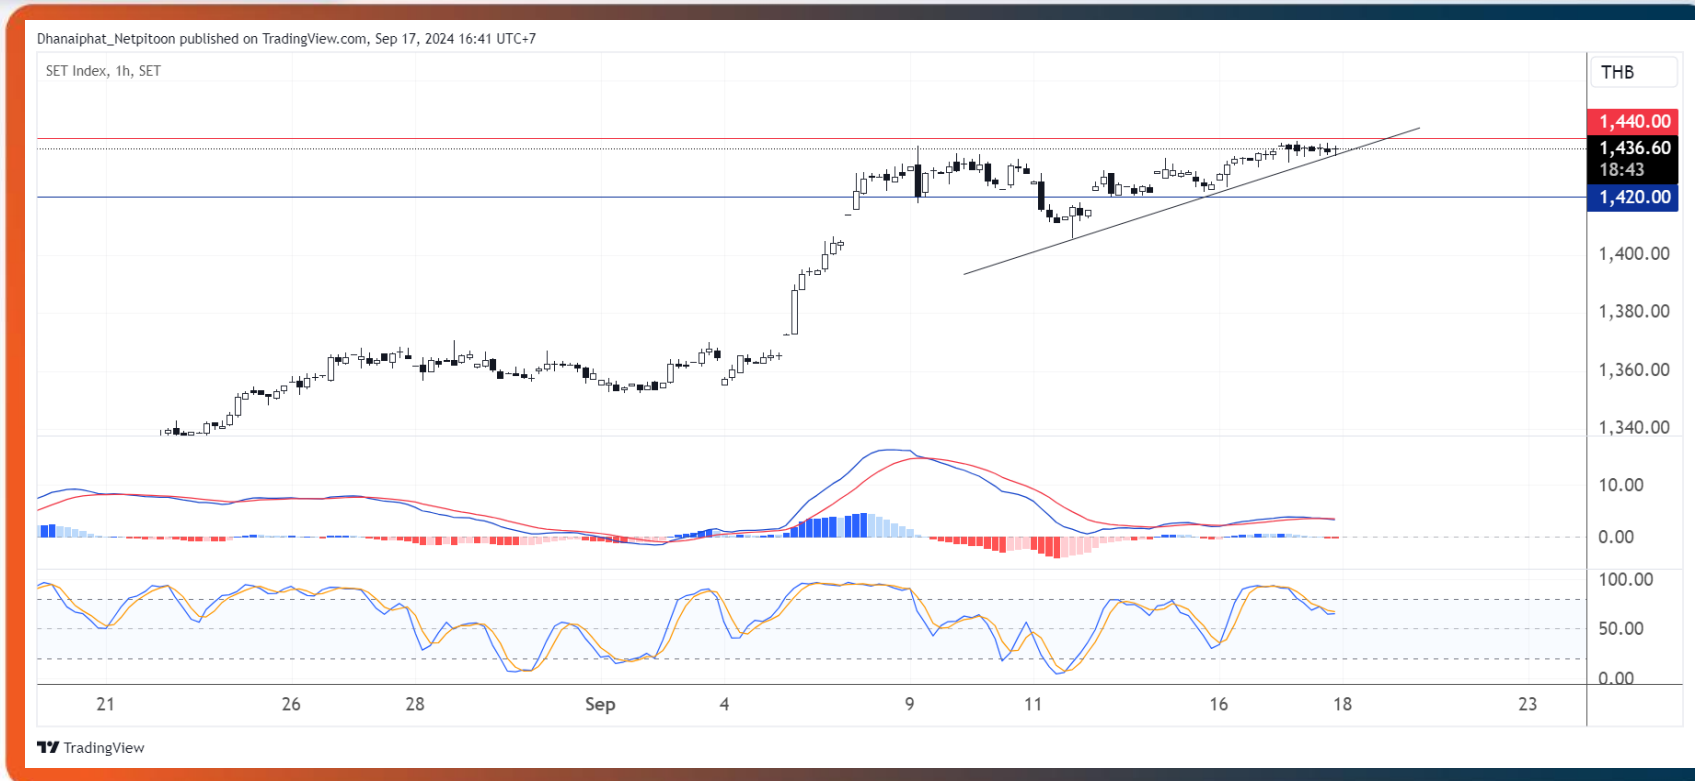 Dhanaiphat_Netpitoon published on TradingView.com, Sep 17, 2024 16:41 UTC+7
SET Index, 1h, SET
THB
1,440.00
1,436.60
18:43
1,420.00
1,400.00
1,380.00
1,360.00
1,340.00
10.00
0.00
100.00
50.00
0.00
21 26 28 Sep 4 9 11 16 18 23
TradingView